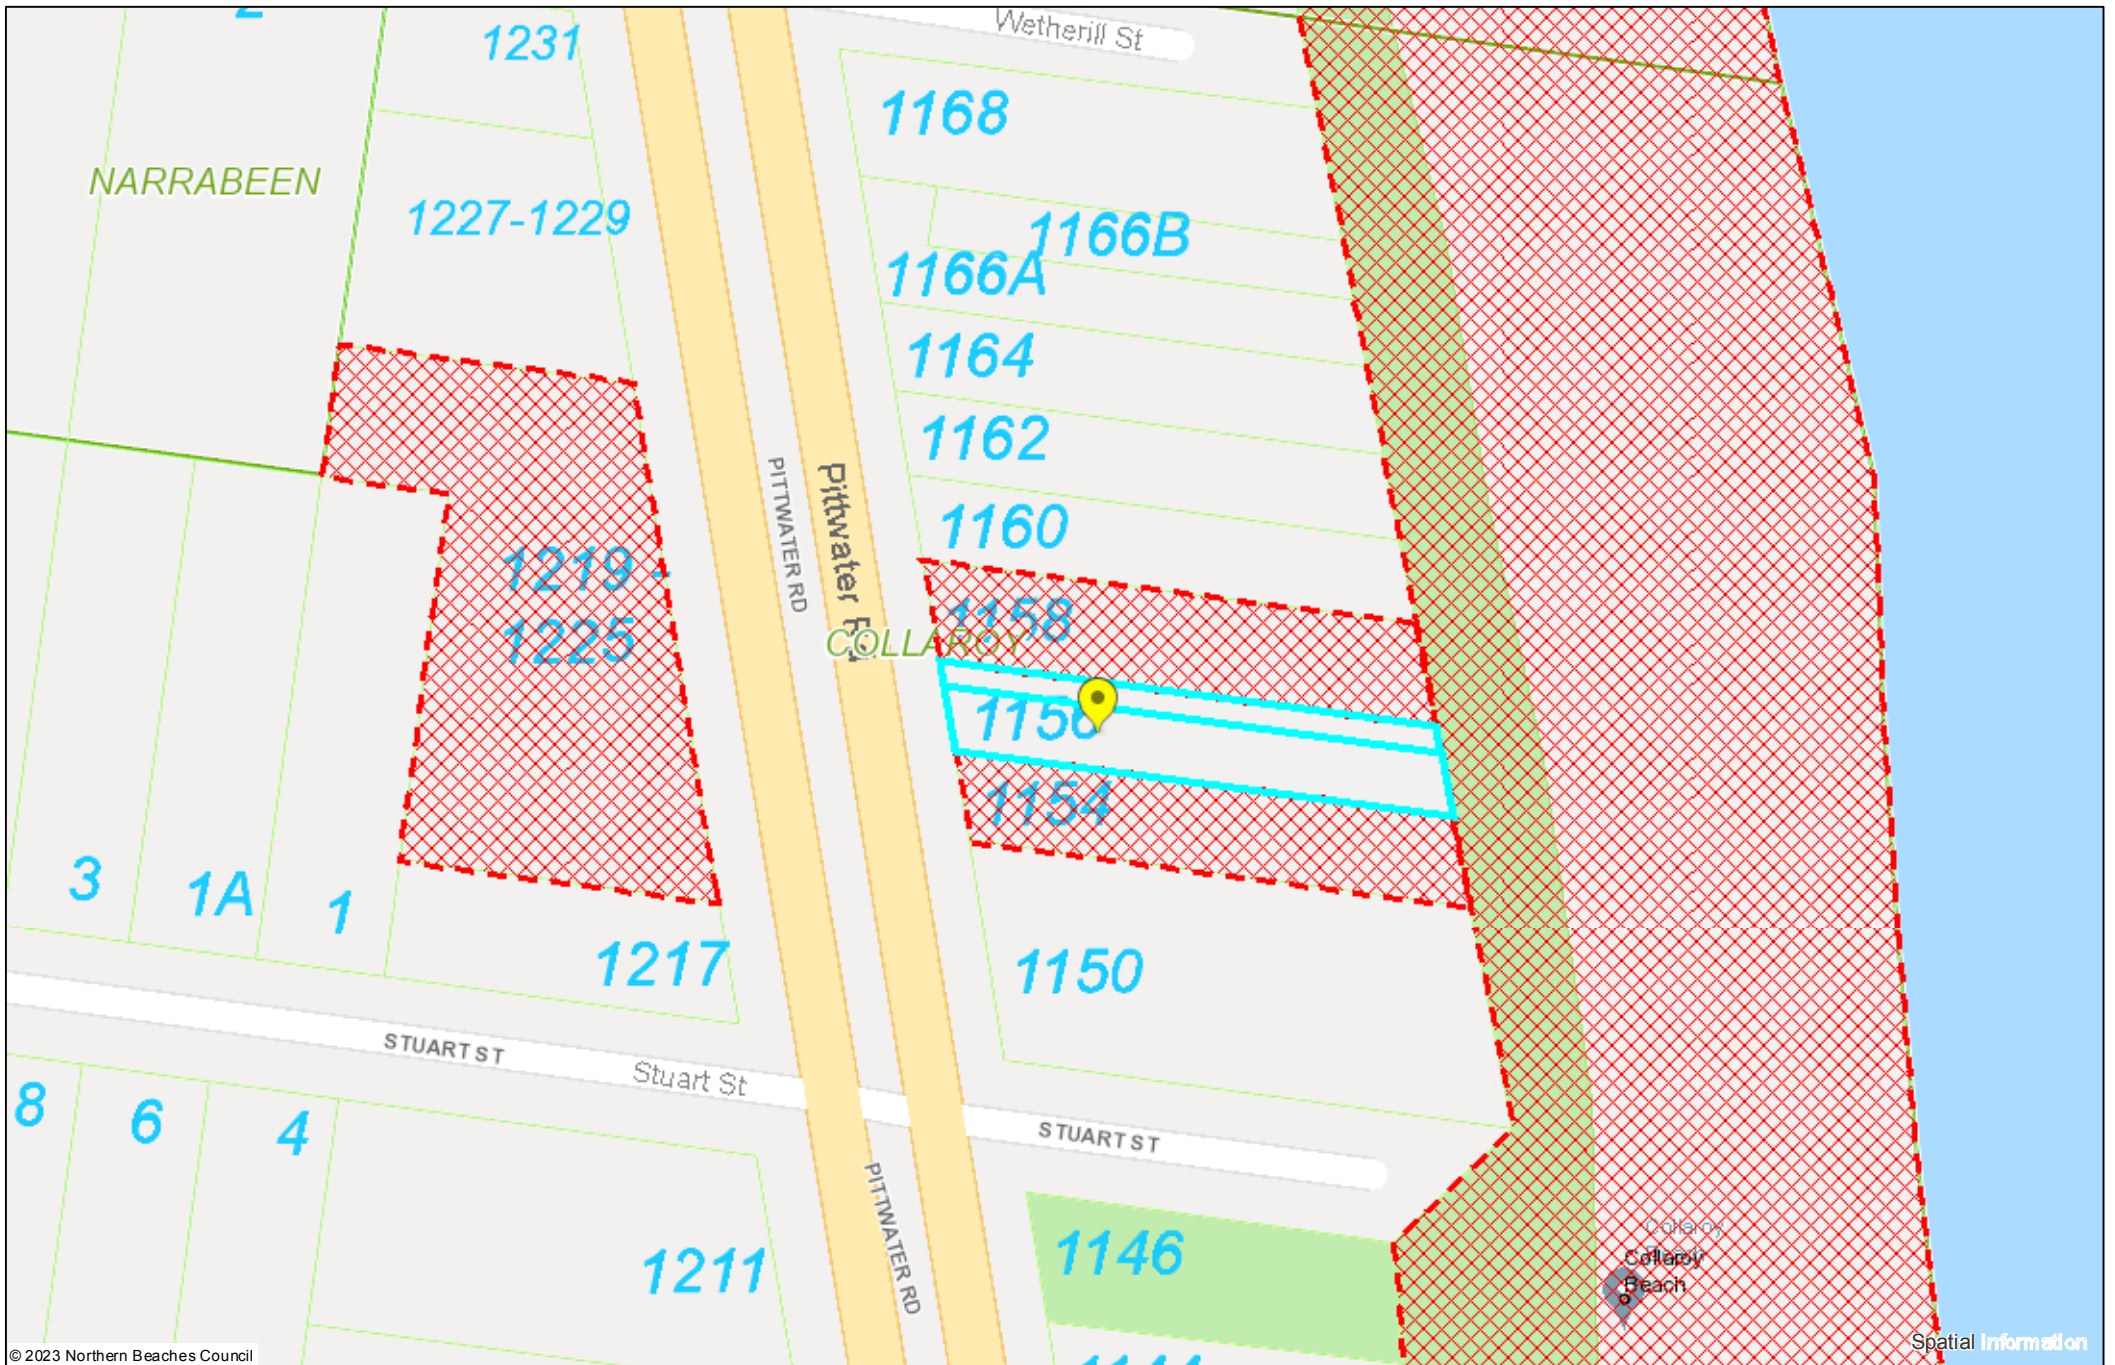 Wetherill St
1231
1168
NARRABEEN
1227-1229
1166B
1166A
1164
1162
1160
PITTWATER RD
Pittwater Rd
1219 -
1225
1158
COLLAROY
1156
1154
3
1A
1
1217
1150
STUART ST
Stuart St
STUART ST
8
6
4
PITTWATER RD
1211
1146
Collaroy
Collaroy
Beach
Spatial Information
© 2023 Northern Beaches Council